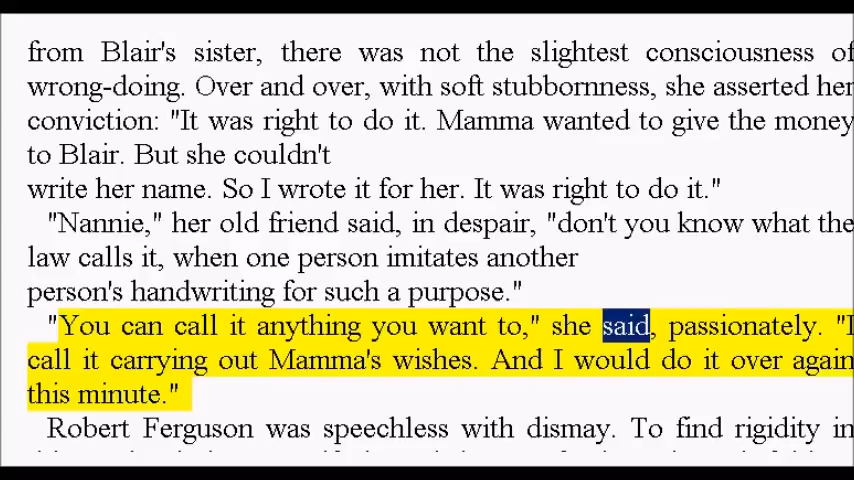 from Blair's sister, there was not the slightest consciousness of
wrong-doing. Over and over, with soft stubbornness, she asserted her
conviction: "It was right to do it. Mamma wanted to give the money
to Blair. But she couldn't
write her name. So I wrote it for her. It was right to do it."
"Nannie," her old friend said, in despair, "don't you know what the
law calls it, when one person imitates another
person's handwriting for such a purpose."
"You can call it anything you want to," she said, passionately. "I
call it carrying out Mamma's wishes. And I would do it over again
this minute."
Robert Ferguson was speechless with dismay. To find rigidity in